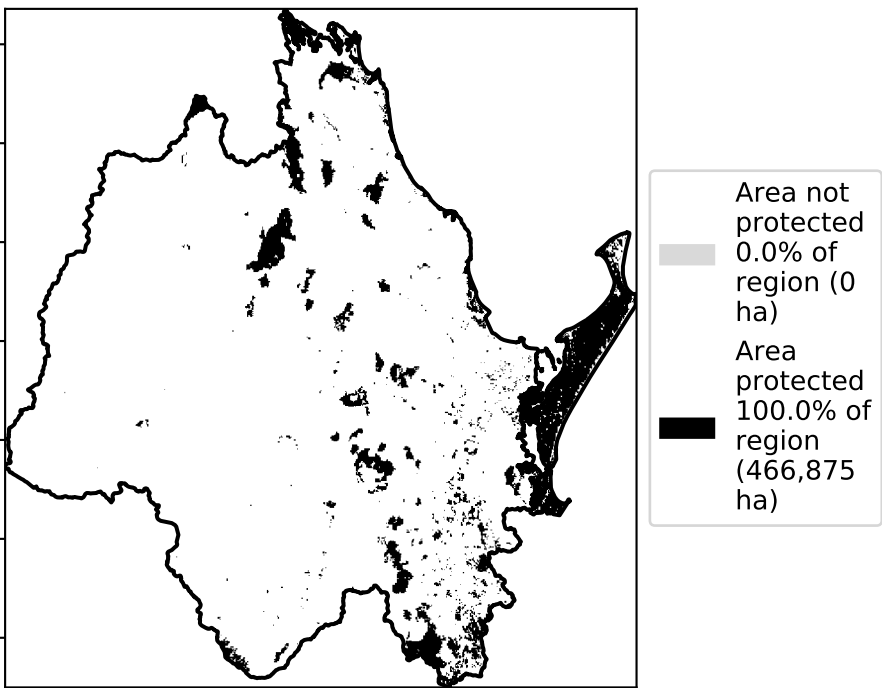 Area not
protected
0.0% of
region (0
ha)
Area
protected
100.0% of
region
(466,875
ha)